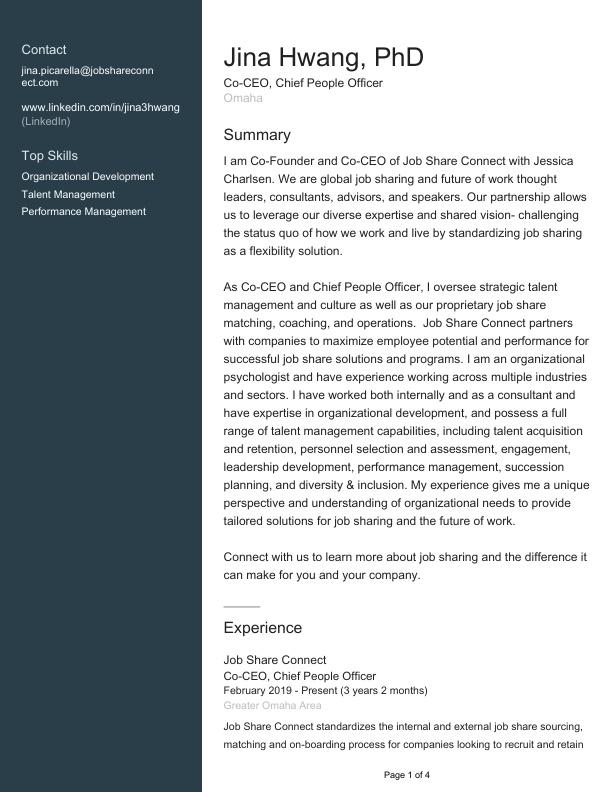 Contact
jina.picarella@jobshareconn
ect.com
www.linkedin.com/in/jina3hwang
(LinkedIn)
Top Skills
Organizational Development
Talent Management
Performance Management
Jina Hwang, PhD
Co-CEO, Chief People Officer
Omaha
Summary
I am Co-Founder and Co-CEO of Job Share Connect with Jessica
Charlsen. We are global job sharing and future of work thought
leaders, consultants, advisors, and speakers. Our partnership allows
us to leverage our diverse expertise and shared vision- challenging
the status quo of how we work and live by standardizing job sharing
as a flexibility solution.
As Co-CEO and Chief People Officer, I oversee strategic talent
management and culture as well as our proprietary job share
matching, coaching, and operations.  Job Share Connect partners
with companies to maximize employee potential and performance for
successful job share solutions and programs. I am an organizational
psychologist and have experience working across multiple industries
and sectors. I have worked both internally and as a consultant and
have expertise in organizational development, and possess a full
range of talent management capabilities, including talent acquisition
and retention, personnel selection and assessment, engagement,
leadership development, performance management, succession
planning, and diversity & inclusion. My experience gives me a unique
perspective and understanding of organizational needs to provide
tailored solutions for job sharing and the future of work.
Connect with us to learn more about job sharing and the difference it
can make for you and your company.
Experience
Job Share Connect
Co-CEO, Chief People Officer
February 2019 - Present (3 years 2 months)
Greater Omaha Area
Job Share Connect standardizes the internal and external job share sourcing,
matching and on-boarding process for companies looking to recruit and retain
Page 1 of 4